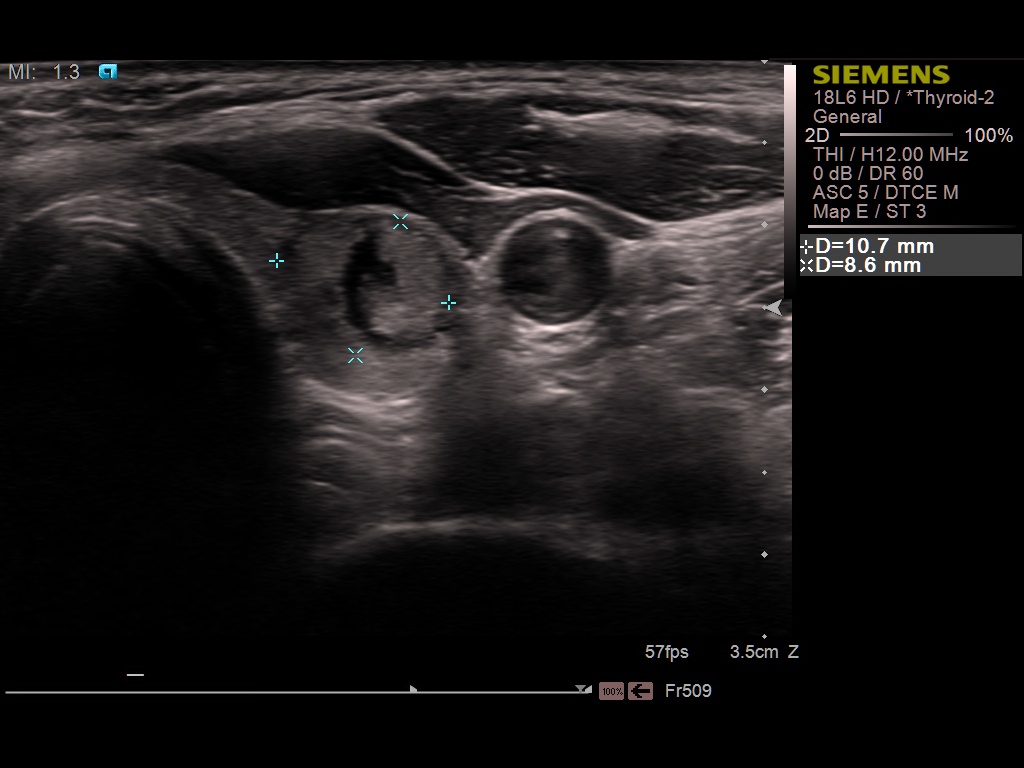 MI: 1.3
SIEMENS
18L6 HD / *Thyroid-2
General
2D 100%
THI / H12.00 MHz
0 dB / DR 60
ASC 5 / DTCE M
Map E / ST 3
D=10.7 mm
D=8.6 mm
57fps 3.5cm Z
100% Fr509